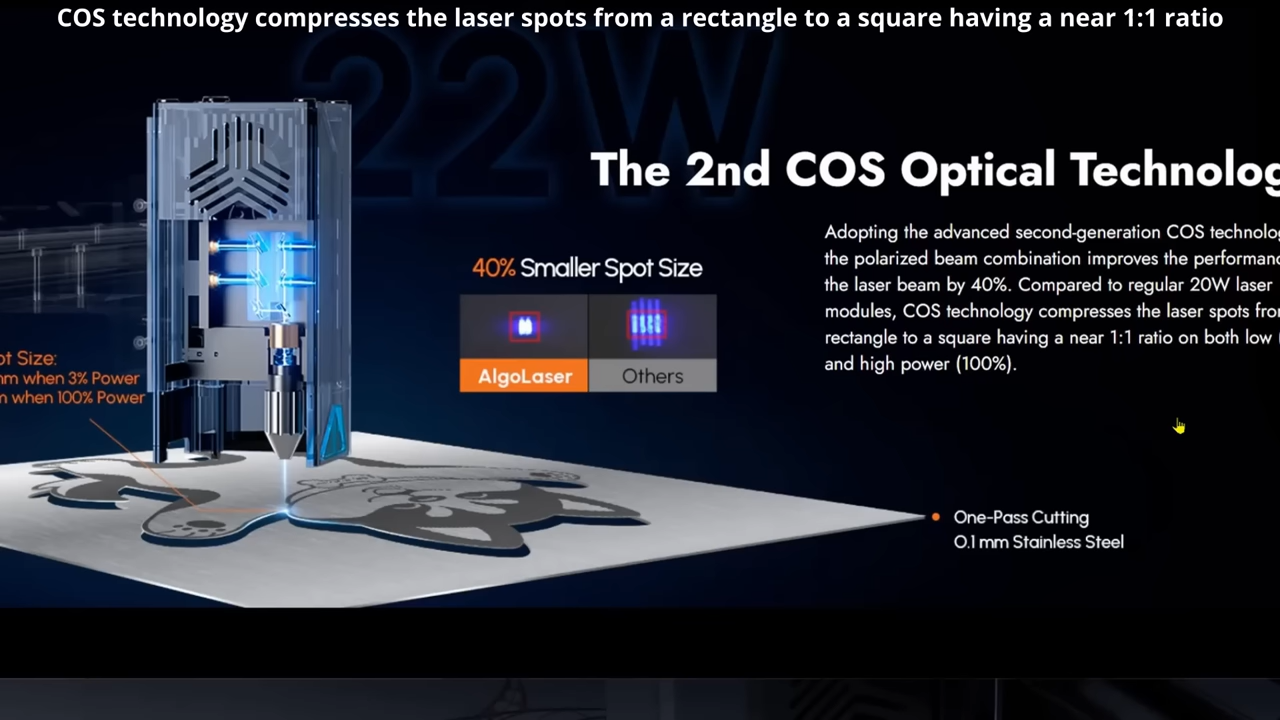 COS technology compresses the laser spots from a rectangle to a square having a near 1:1 ratio
22W
The 2nd COS Optical Technolog
Adopting the advanced second-generation COS technolog
the polarized beam combination improves the performanc
the laser beam by 40%. Compared to regular 20W laser
modules, COS technology compresses the laser spots from
rectangle to a square having a near 1:1 ratio on both low
and high power (100%).
40% Smaller Spot Size
AlgoLaser
Others
ot Size:
mm when 3% Power
m when 100% Power
One-Pass Cutting
0.1 mm Stainless Steel